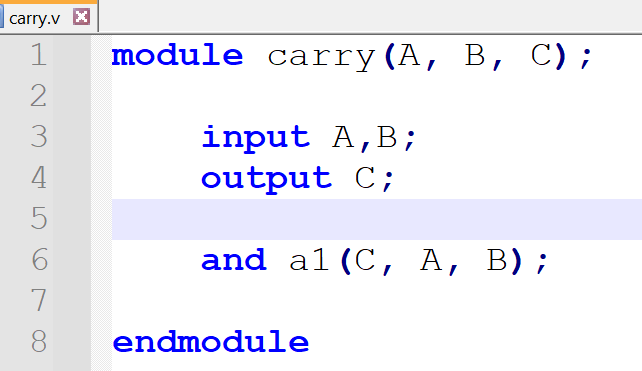 carry.v
1 module carry(A, B, C);
2
3 input A,B;
4 output C;
5
6 and a1(C, A, B);
7
8 endmodule